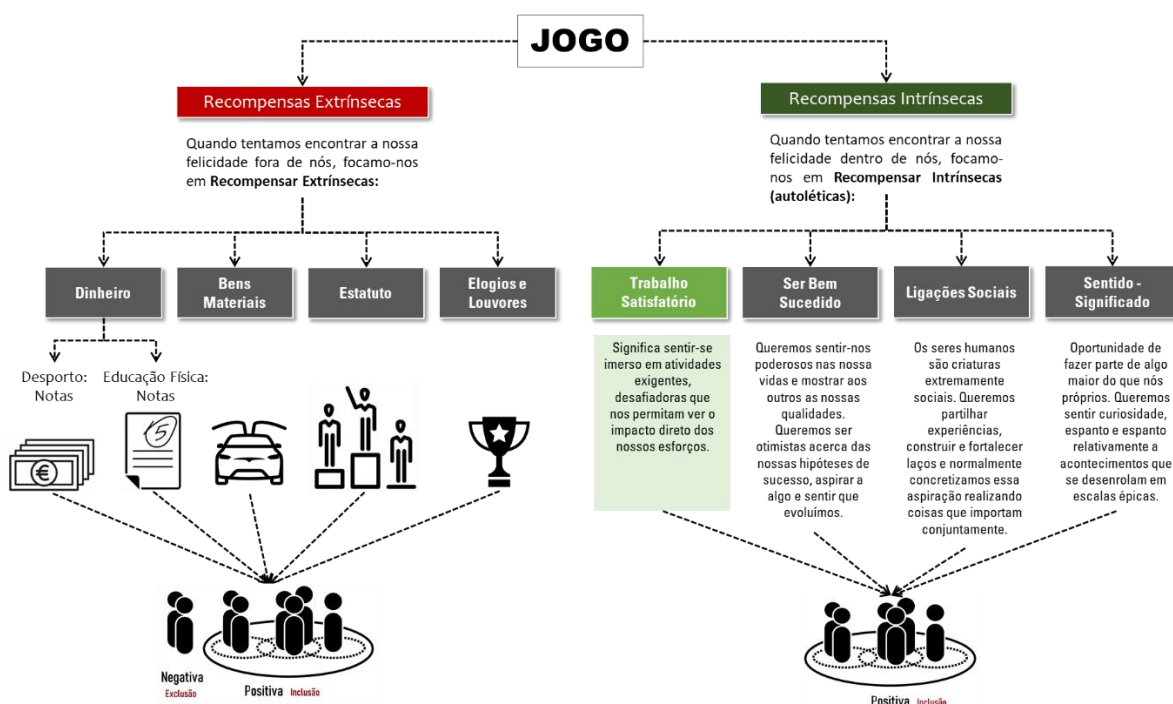 JOGO
Recompensas Extrínsecas
Quando tentamos encontrar a nossa
felicidade fora de nós, focamo-nos
em Recompensar Extrínsecas:
Dinheiro
Bens
Materiais
Estatuto
Elogios e
Louvores
Desporto:
Notas
Educação Física:
Notas
5
€
Negativa
Exclusão
Positiva Inclusão
Recompensas Intrínsecas
Quando tentamos encontrar a nossa
felicidade dentro de nós, focamo-
nos em Recompensar Intrínsecas
(autoléticas):
Trabalho
Satisfatório
Significa sentir-se
imerso em atividades
exigentes,
desafiadoras que
nos permitam ver o
impacto direto dos
nossos esforços.
Ser Bem
Sucedido
Queremos sentir-nos
poderosos nas nossa
vidas e mostrar aos
outros as nossas
qualidades.
Queremos ser
otimistas acerca das
nossas hipóteses de
sucesso, aspirar a
algo e sentir que
evoluímos.
Ligações Sociais
Os seres humanos
são criaturas
extremamente
sociais. Queremos
partilhar
experiências,
construir e fortalecer
laços e normalmente
concretizamos essa
aspiração realizando
coisas que importam
conjuntamente.
Sentido -
Significado
Oportunidade de
fazer parte de algo
maior do que nós
próprios. Queremos
sentir curiosidade,
espanto e espanto
relativamente a
acontecimentos que
se desenrolam em
escalas épicas.
Positiva Inclusão